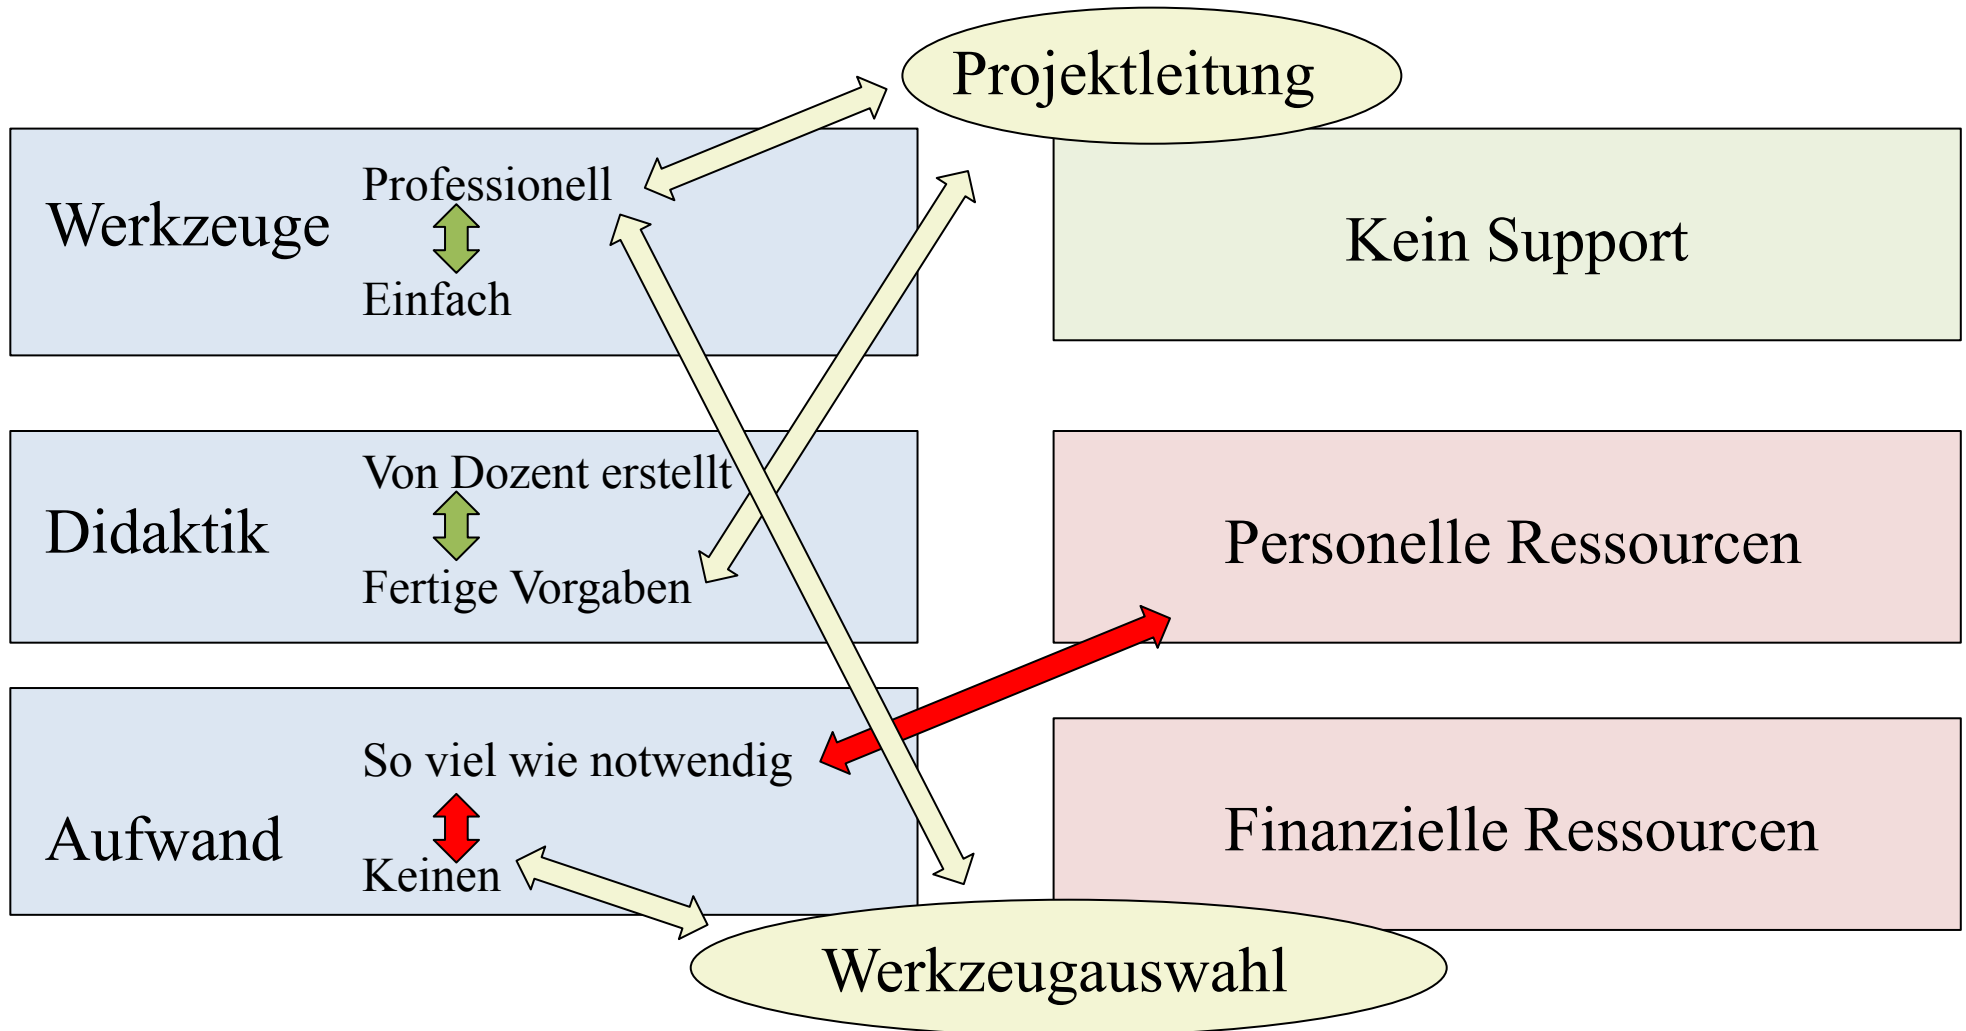 Projektleitung
Werkzeuge
Professionell
Einfach
Kein Support
Didaktik
Von Dozent erstellt
Fertige Vorgaben
Personelle Ressourcen
Aufwand
So viel wie notwendig
Keinen
Finanzielle Ressourcen
Werkzeugauswahl